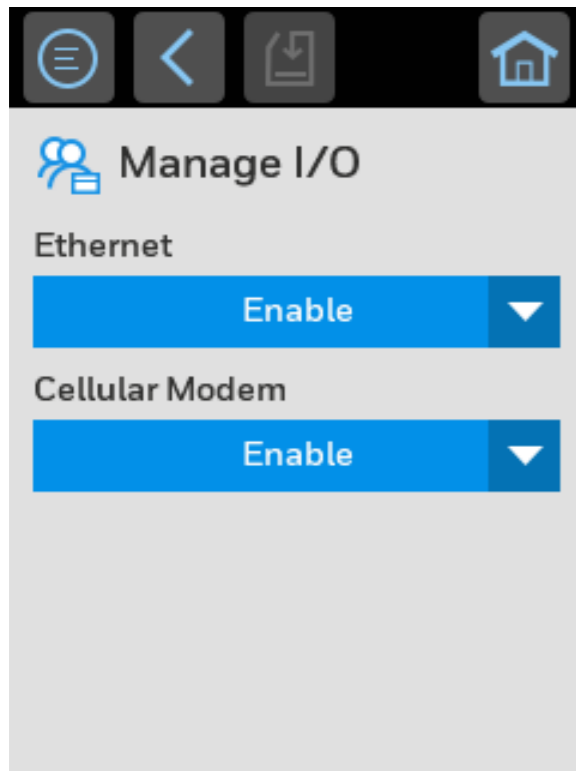 Manage I/O
Ethernet
Enable
Cellular Modem
Enable